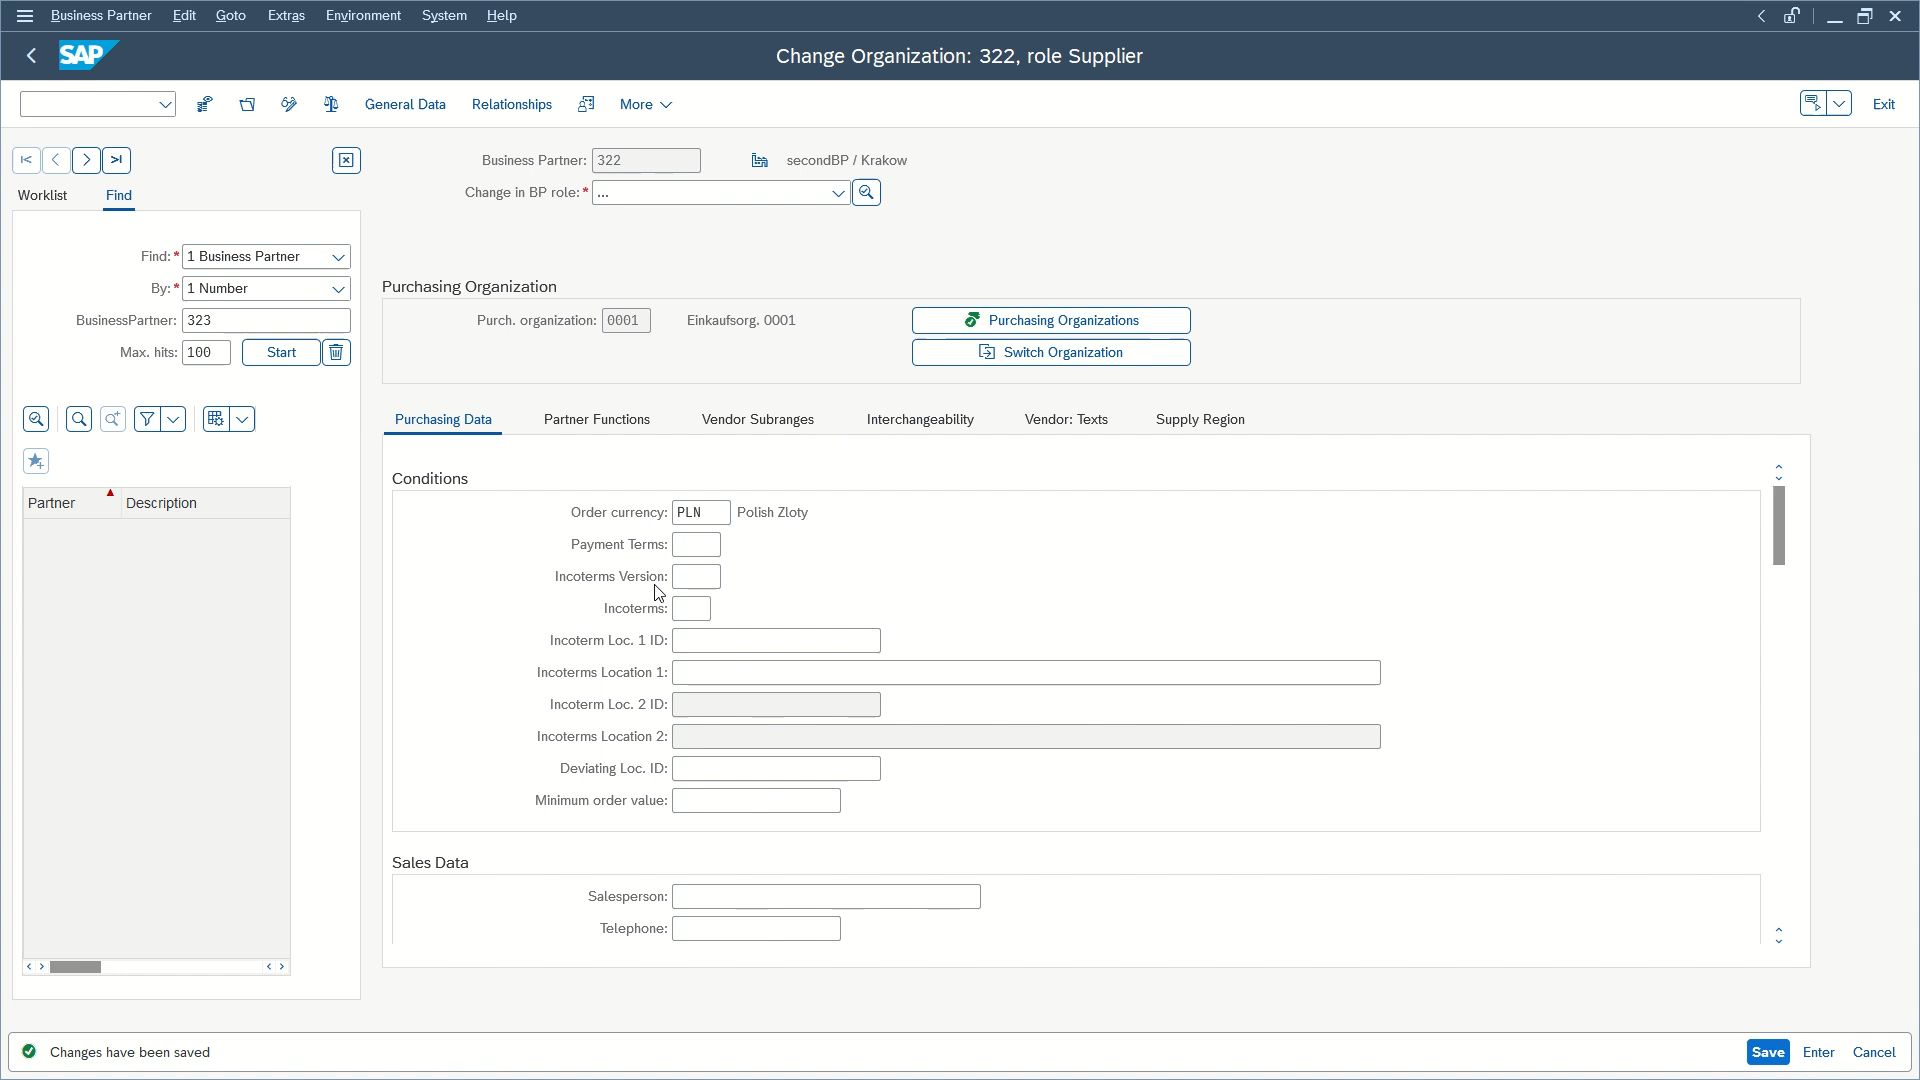 Business Partner Edit Goto Extras Environment System Help
SAP Change Organization: 322, role Supplier
General Data Relationships More Exit
Business Partner: 322 secondBP / Krakow
Change in BP role:* ...
Worklist Find
Find:* 1 Business Partner
By:* 1 Number
BusinessPartner: 323
Max. hits: 100 Start
Partner Description
Purchasing Organization
Purch. organization: 0001 Einkaufsorg. 0001 Purchasing Organizations
Switch Organization
Purchasing Data Partner Functions Vendor Subranges Interchangeability Vendor: Texts Supply Region
Conditions
Order currency: PLN Polish Zloty
Payment Terms:
Incoterms Version:
Incoterms:
Incoterm Loc. 1 ID:
Incoterms Location 1:
Incoterm Loc. 2 ID:
Incoterms Location 2:
Deviating Loc. ID:
Minimum order value:
Sales Data
Salesperson:
Telephone:
Changes have been saved Save Enter Cancel